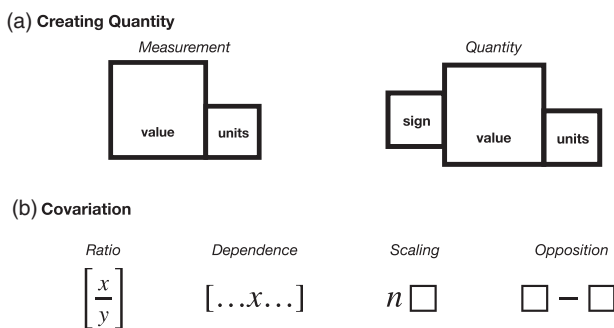 (a) Creating Quantity
Measurement Quantity
value units sign value units
(b) Covariation
Ratio Dependence Scaling Opposition
[x/y] [...x...] n □ □ − □